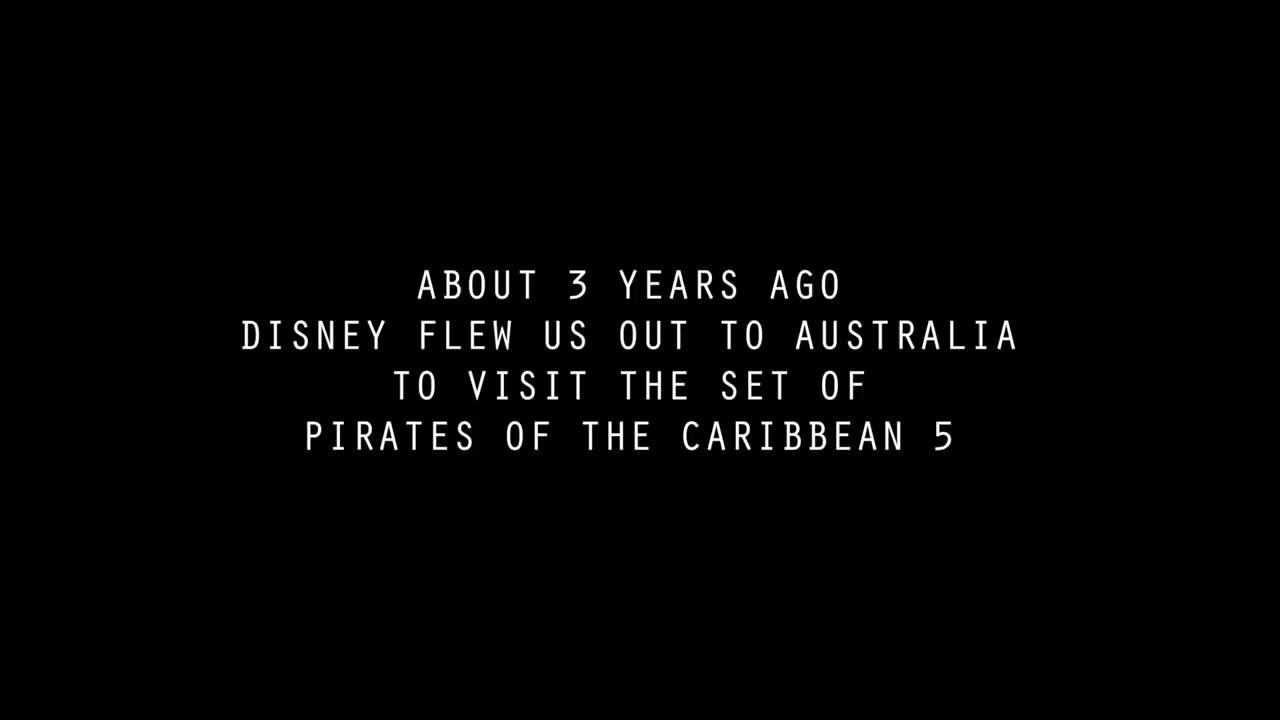 ABOUT 3 YEARS AGO
DISNEY FLEW US OUT TO AUSTRALIA
TO VISIT THE SET OF
PIRATES OF THE CARIBBEAN 5